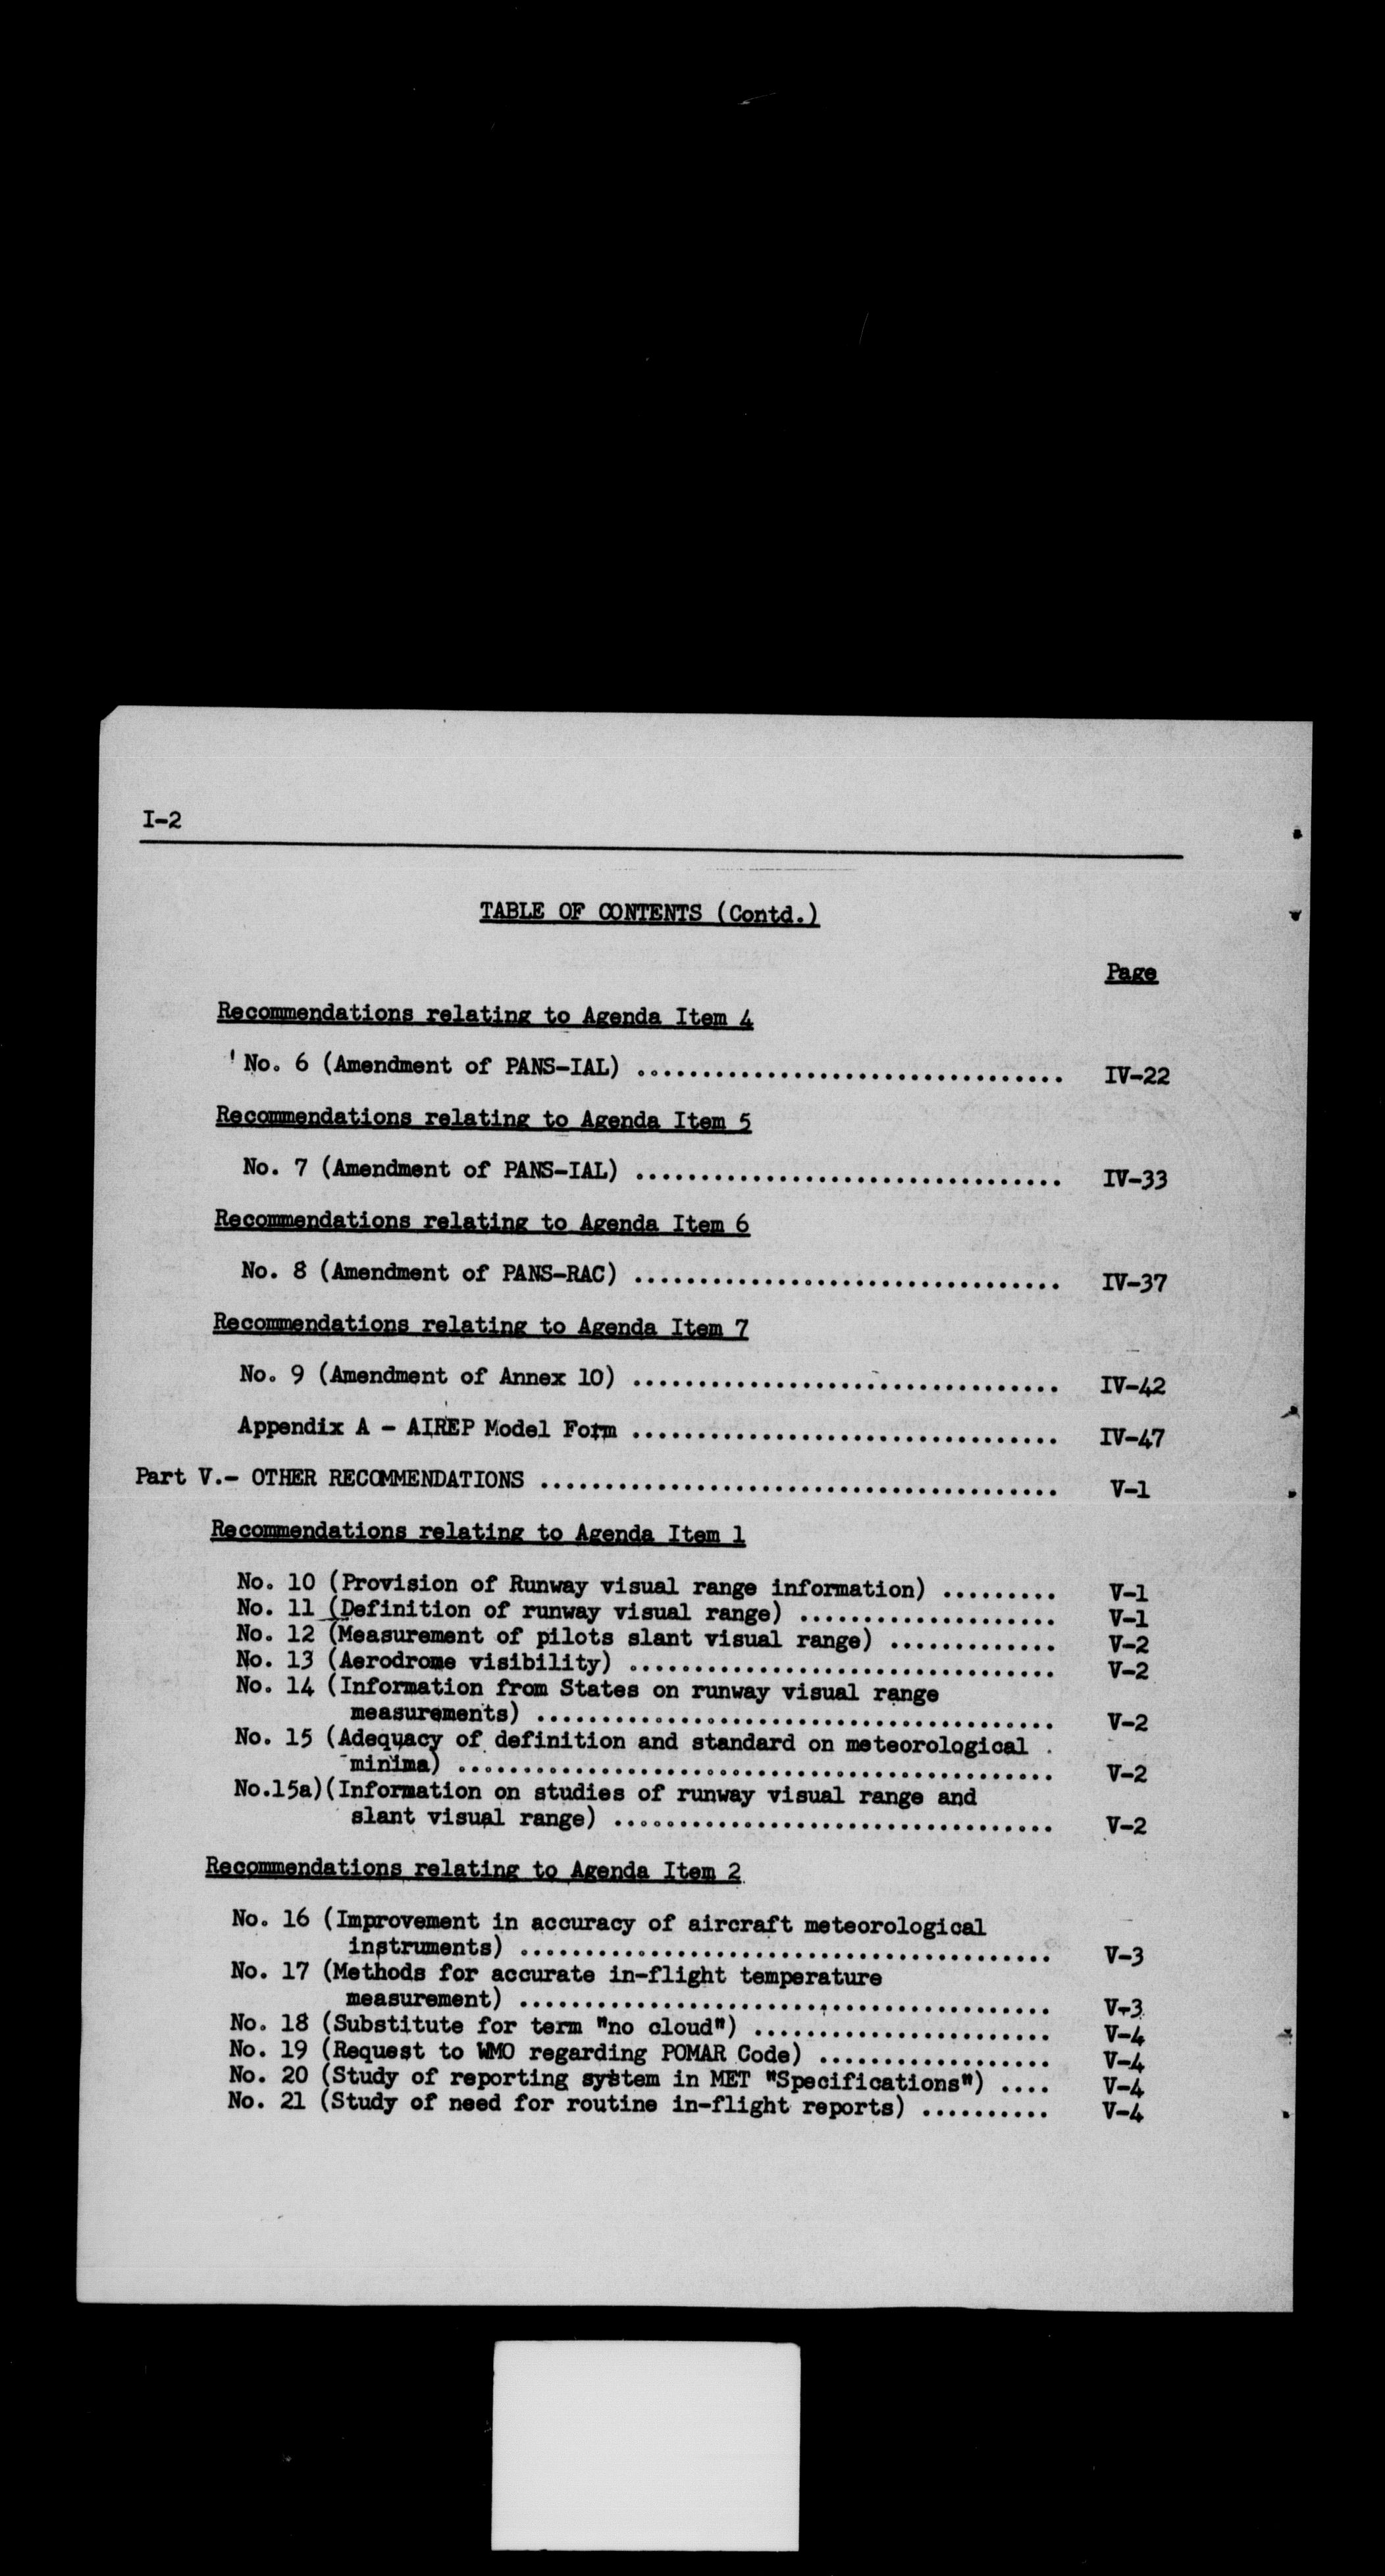 I-2
TABLE OF CONTENTS (Contd.)
Page
Recommendations relating to Agenda Item 4
No. 6 (Amendment of PANS-IAL) ................................. IV-22
Recommendations relating to Agenda Item 5
No. 7 (Amendment of PANS-IAL) ................................. IV-33
Recommendations relating to Agenda Item 6
No. 8 (Amendment of PANS-RAC) ................................. IV-37
Recommendations relating to Agenda Item 7
No. 9 (Amendment of Annex 10) ................................. IV-42
Appendix A - AIREP Model Form ................................. IV-47
Part V.- OTHER RECOMMENDATIONS ........................................ V-1
Recommendations relating to Agenda Item 1
No. 10 (Provision of Runway visual range information) ......... V-1
No. 11 (Definition of runway visual range) .................... V-1
No. 12 (Measurement of pilots slant visual range) ............. V-2
No. 13 (Aerodrome visibility) ................................. V-2
No. 14 (Information from States on runway visual range
measurements) ........................................ V-2
No. 15 (Adequacy of definition and standard on meteorological
minima) .............................................. V-2
No.15a)(Information on studies of runway visual range and
slant visual range) .................................. V-2
Recommendations relating to Agenda Item 2
No. 16 (Improvement in accuracy of aircraft meteorological
instruments) ......................................... V-3
No. 17 (Methods for accurate in-flight temperature
measurement) ......................................... V-3
No. 18 (Substitute for term "no cloud") ....................... V-4
No. 19 (Request to WMO regarding POMAR Code) .................. V-4
No. 20 (Study of reporting system in MET "Specifications") .... V-4
No. 21 (Study of need for routine in-flight reports) .......... V-4